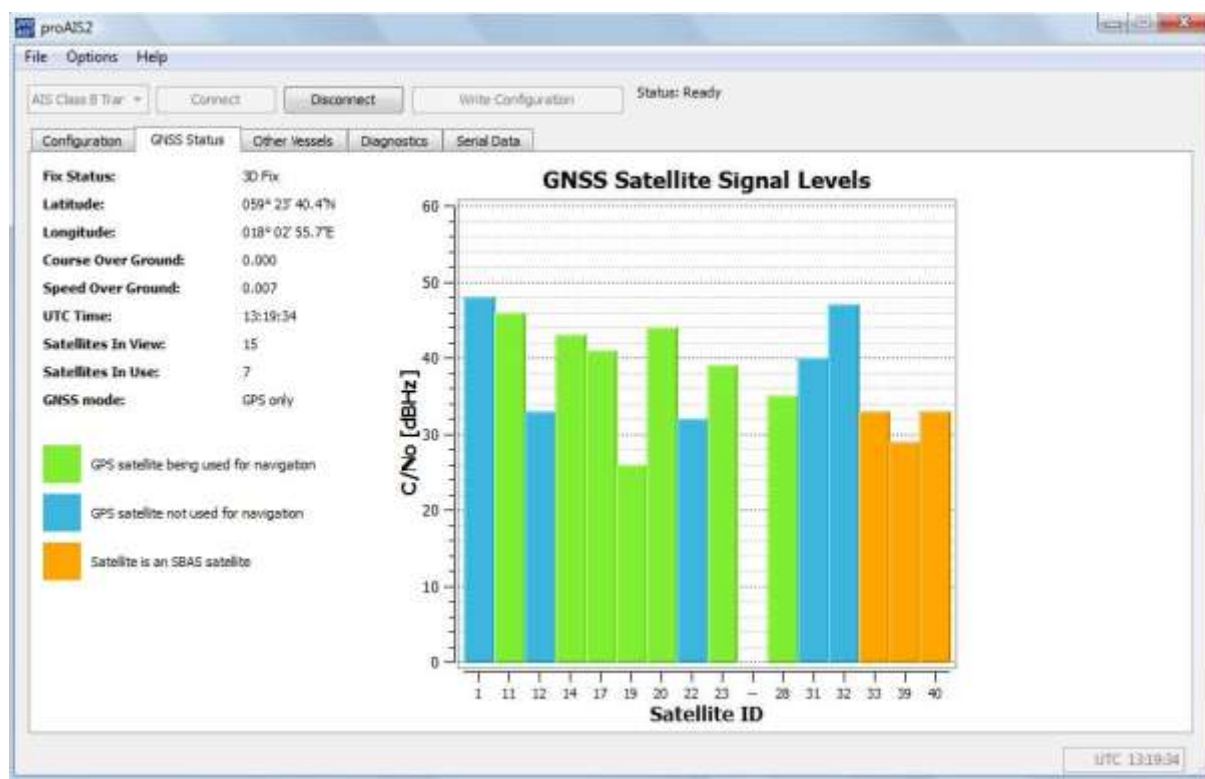 proAIS2
File Options Help
AIS Class B Tran Connect Disconnect Write Configuration Status: Ready
Configuration GNSS Status Other Vessels Diagnostics Serial Data
Fix Status: 3D Fix
Latitude: 059° 23' 40.4"N
Longitude: 018° 02' 55.7"E
Course Over Ground: 0.000
Speed Over Ground: 0.007
UTC Time: 13:19:34
Satellites In View: 15
Satellites In Use: 7
GNSS mode: GPS only
GPS satellite being used for navigation
GPS satellite not used for navigation
Satellite is an SBAS satellite
GNSS Satellite Signal Levels
60
50
40
30
20
10
0
C/No [dBHz]
1 11 12 14 17 19 20 22 23 -- 28 31 32 33 39 40
Satellite ID
UTC 13:19:34